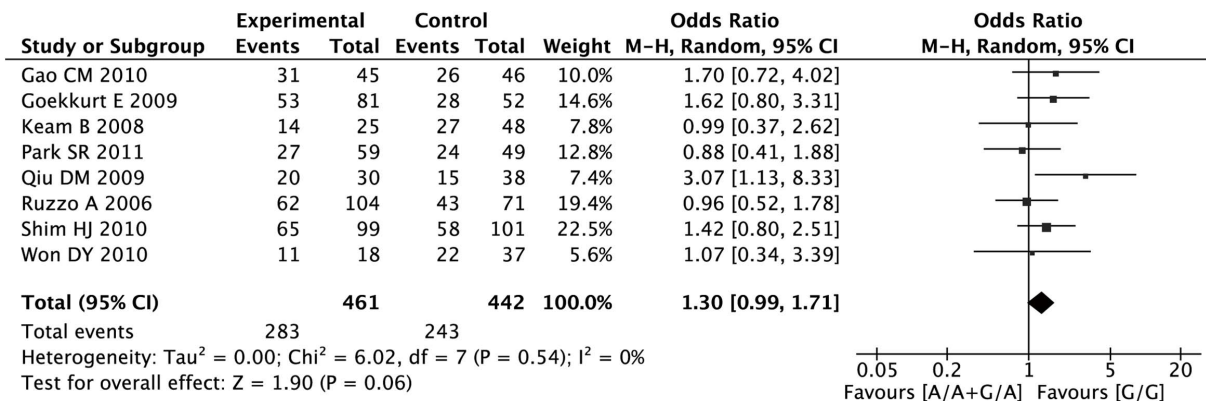 Experimental Control Odds Ratio Odds Ratio
Study or Subgroup Events Total Events Total Weight M-H, Random, 95% CI M-H, Random, 95% CI
Gao CM 2010 31 45 26 46 10.0% 1.70 [0.72, 4.02]
Goekkurt E 2009 53 81 28 52 14.6% 1.62 [0.80, 3.31]
Keam B 2008 14 25 27 48 7.8% 0.99 [0.37, 2.62]
Park SR 2011 27 59 24 49 12.8% 0.88 [0.41, 1.88]
Qiu DM 2009 20 30 15 38 7.4% 3.07 [1.13, 8.33]
Ruzzo A 2006 62 104 43 71 19.4% 0.96 [0.52, 1.78]
Shim HJ 2010 65 99 58 101 22.5% 1.42 [0.80, 2.51]
Won DY 2010 11 18 22 37 5.6% 1.07 [0.34, 3.39]
Total (95% CI) 461 442 100.0% 1.30 [0.99, 1.71]
Total events 283 243
Heterogeneity: Tau² = 0.00; Chi² = 6.02, df = 7 (P = 0.54); I² = 0%
Test for overall effect: Z = 1.90 (P = 0.06)
0.05 0.2 1 5 20
Favours [A/A+G/A] Favours [G/G]